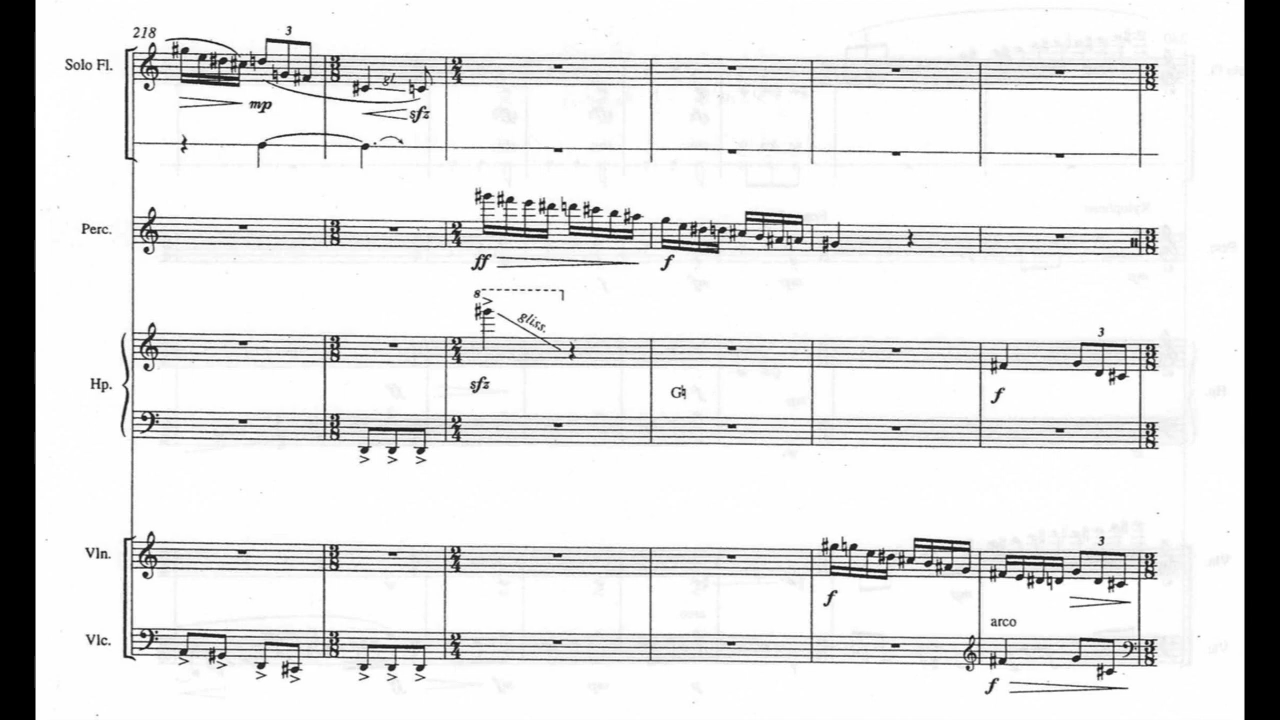 218
3
Solo Fl.
gl.
mp
sfz
Perc.
ff
f
8
gliss.
3
Hp.
sfz
G♮
f
Vln.
3
f
arco
Vlc.
f